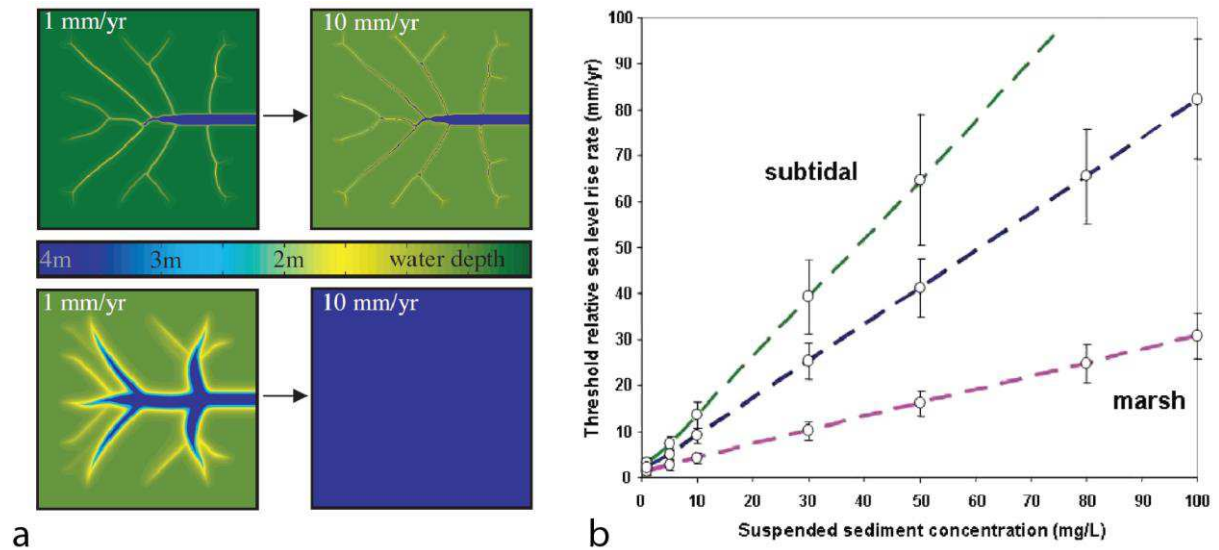 1 mm/yr
10 mm/yr
4m 3m 2m water depth
1 mm/yr
10 mm/yr
a
Threshold relative sea level rise rate (mm/yr)
100
90
80
70
60
50
40
30
20
10
0
subtidal
marsh
0 10 20 30 40 50 60 70 80 90 100
Suspended sediment concentration (mg/L)
b